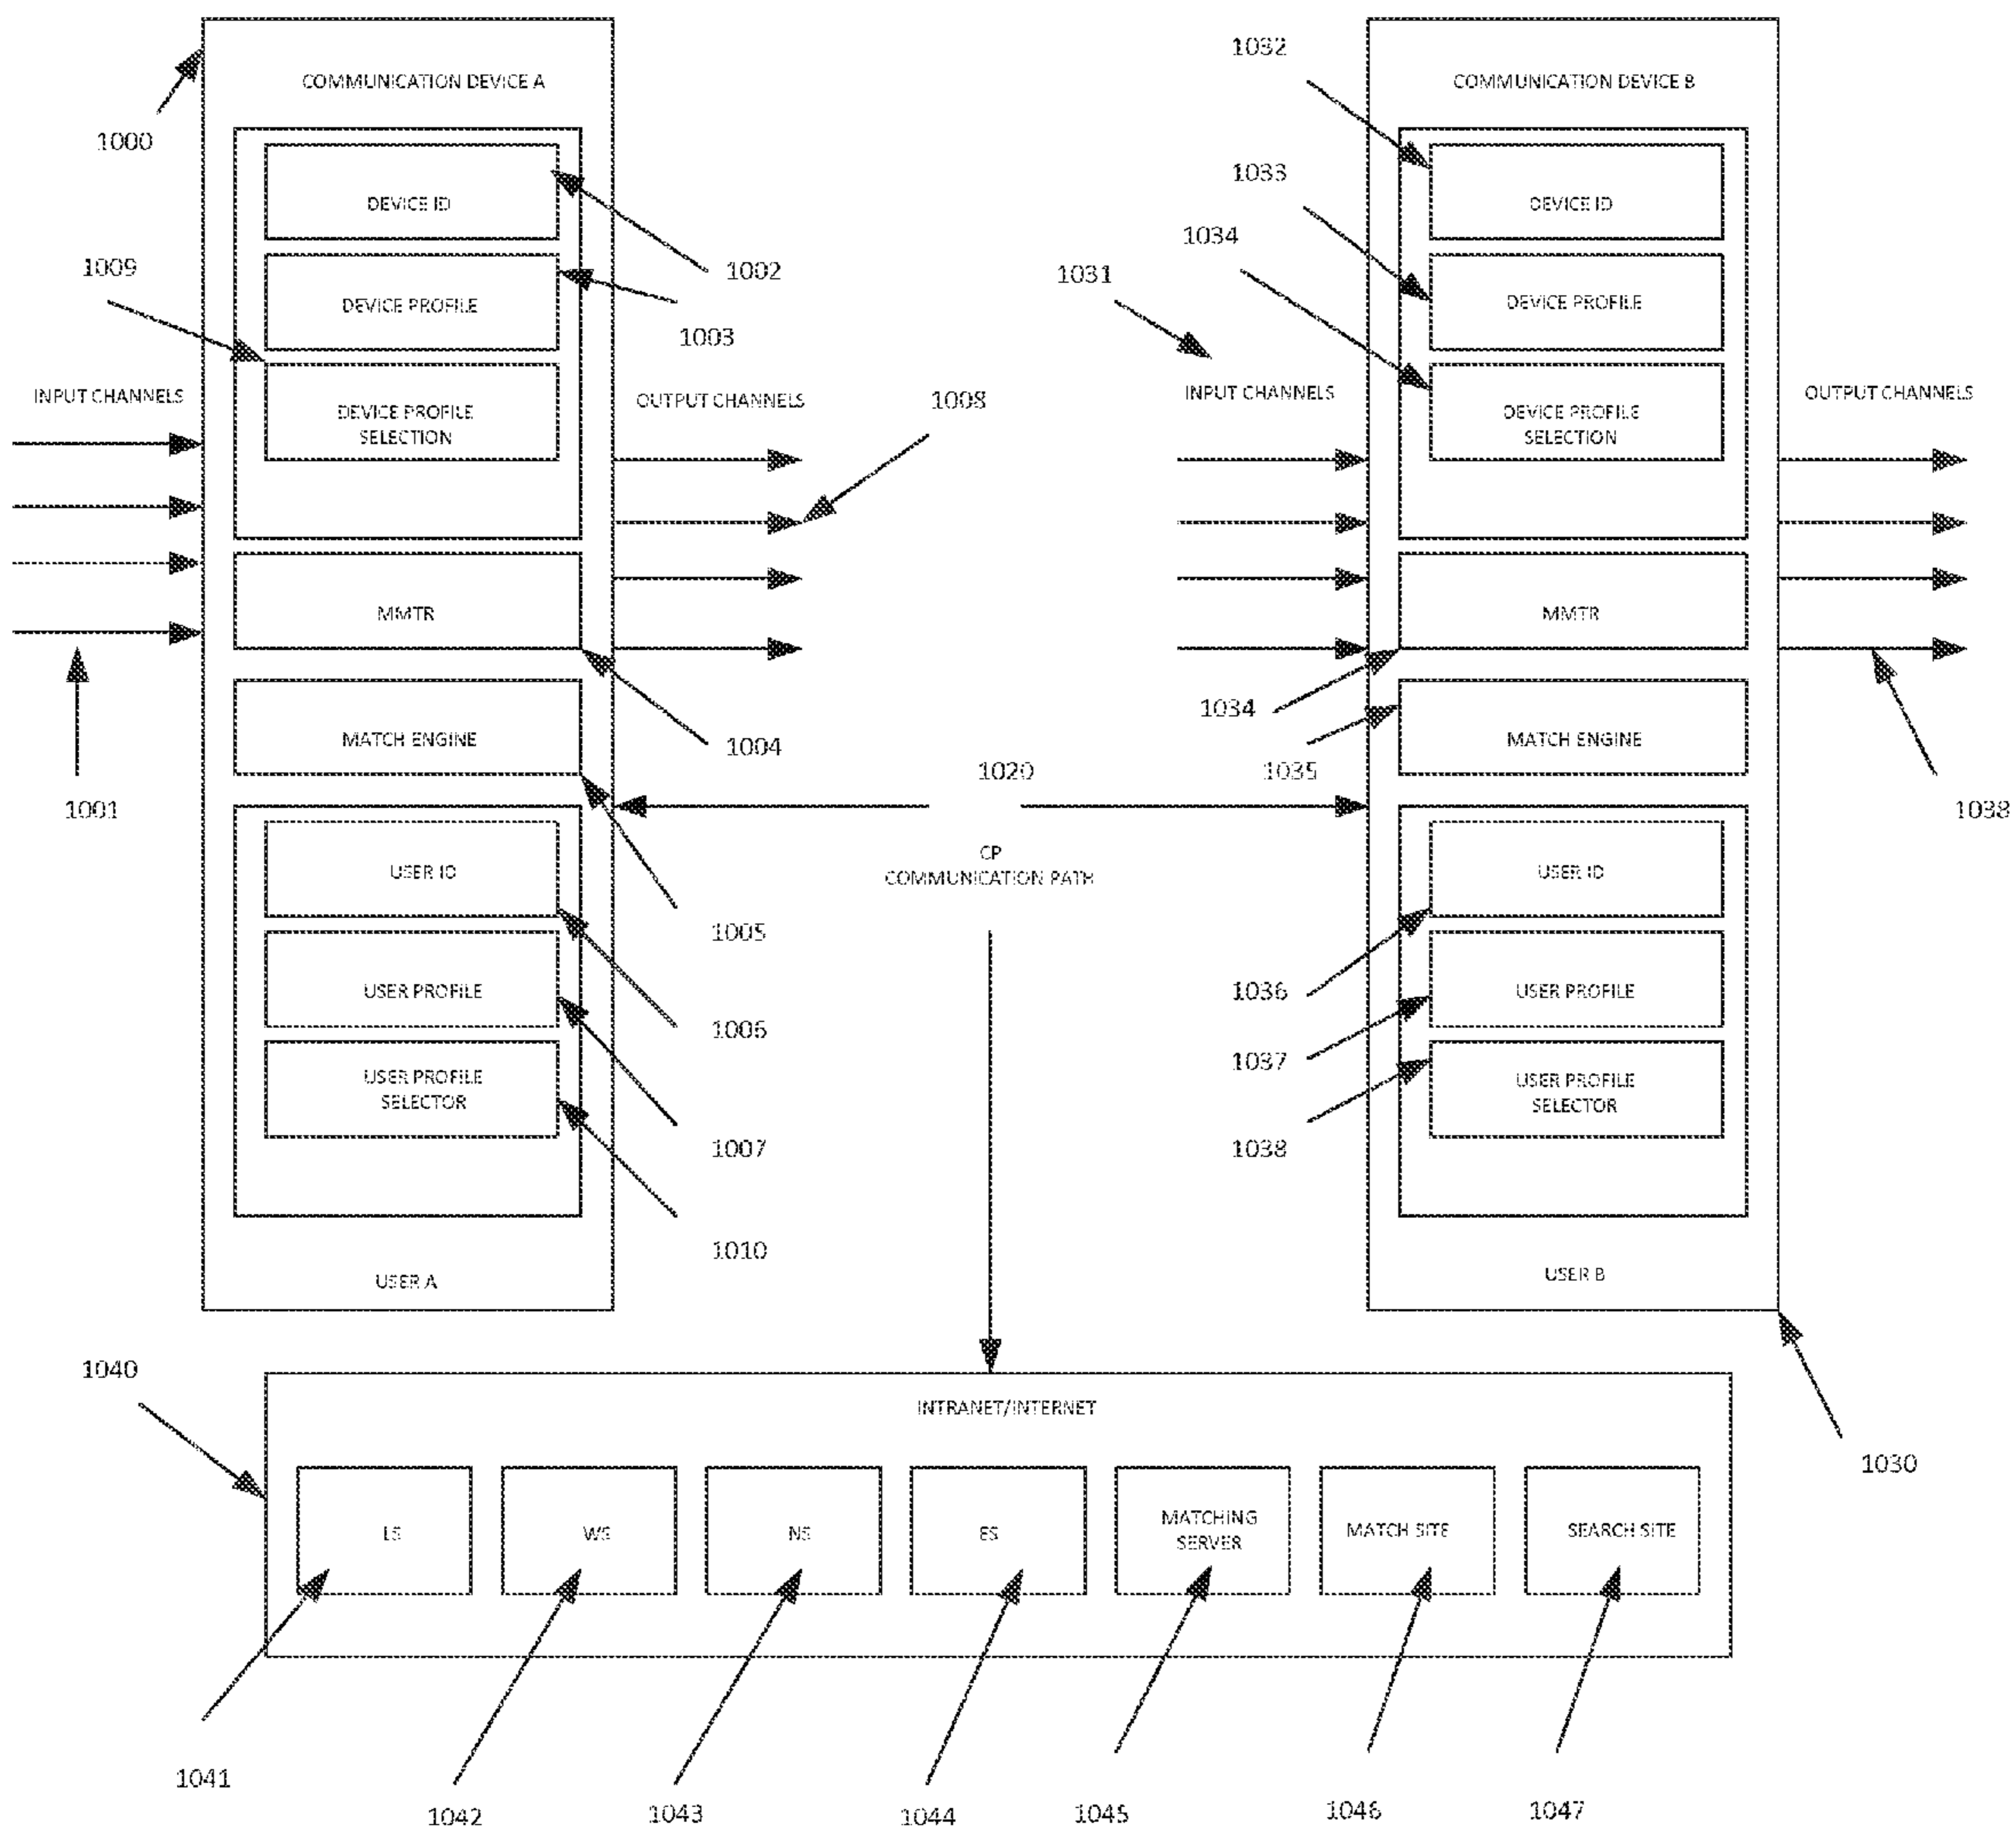 COMMUNICATION DEVICE A
1000
DEVICE ID
1002
1009
DEVICE PROFILE
1003
INPUT CHANNELS
DEVICE PROFILE
SELECTION
OUTPUT CHANNELS
1008
MMTR
1004
MATCH ENGINE
1001
USER ID
1005
USER PROFILE
1006
USER PROFILE
SELECTOR
1007
1010
USER A
1020
CP
COMMUNICATION PATH
1032
COMMUNICATION DEVICE B
1033
DEVICE ID
1034
1031
DEVICE PROFILE
INPUT CHANNELS
DEVICE PROFILE
SELECTION
OUTPUT CHANNELS
MMTR
1034
MATCH ENGINE
1035
1038
USER ID
1036
USER PROFILE
1037
USER PROFILE
SELECTOR
1038
USER B
1030
1040
INTRANET/INTERNET
LS
WS
NS
ES
MATCHING
SERVER
MATCH SITE
SEARCH SITE
1041
1042
1043
1044
1045
1046
1047